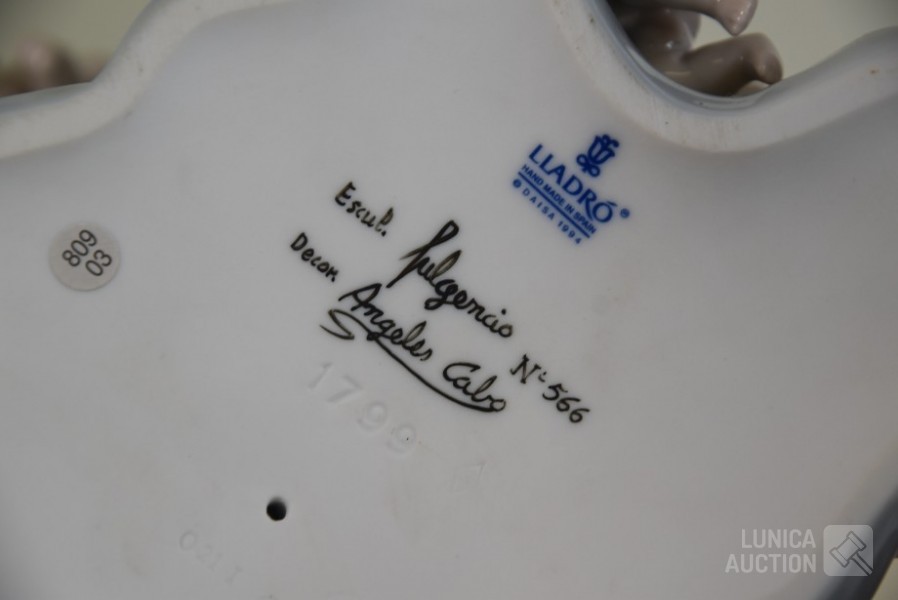 LLADRÓ®
HAND MADE IN SPAIN
© DAISA 1994
Escul. Fulgencio Nº 566
Decor. Angeles Cabo
1799
809
03
LUNICA
AUCTION